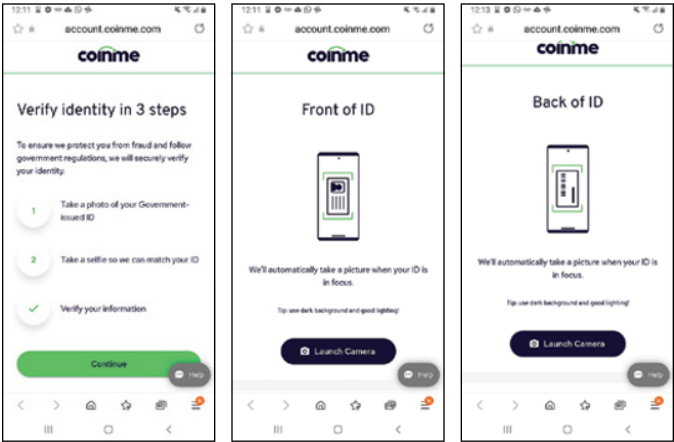 12:11
account.coinme.com
coinme
Verify identity in 3 steps
To ensure we protect you from fraud and follow
government regulations, we will securely verify
your identity.
1
Take a photo of your Government-
issued ID
2
Take a selfie so we can match your ID
Verify your information
Continue
Help
12:11
account.coinme.com
coinme
Front of ID
We'll automatically take a picture when your ID is
in focus.
Tip: use dark background and good lighting!
Launch Camera
Help
12:13
account.coinme.com
coinme
Back of ID
We'll automatically take a picture when your ID is
in focus.
Tip: use dark background and good lighting!
Launch Camera
Help